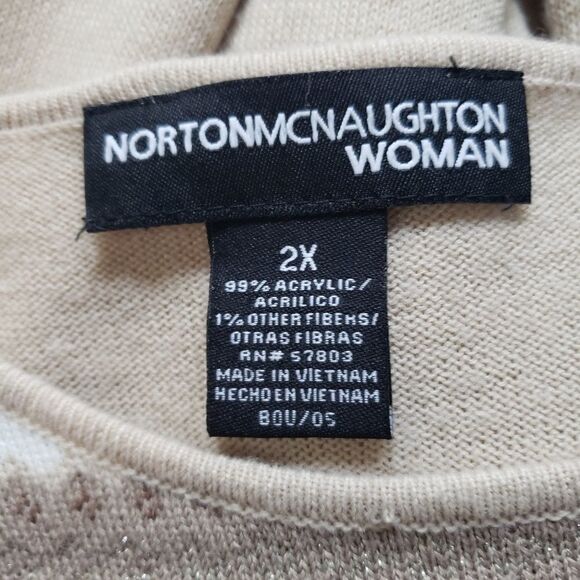 NORTONMCNAUGHTON
WOMAN
2X
99% ACRYLIC/
ACRILICO
1% OTHER FIBERS/
OTRAS FIBRAS
RN# 57803
MADE IN VIETNAM
HECHO EN VIETNAM
BOU/05